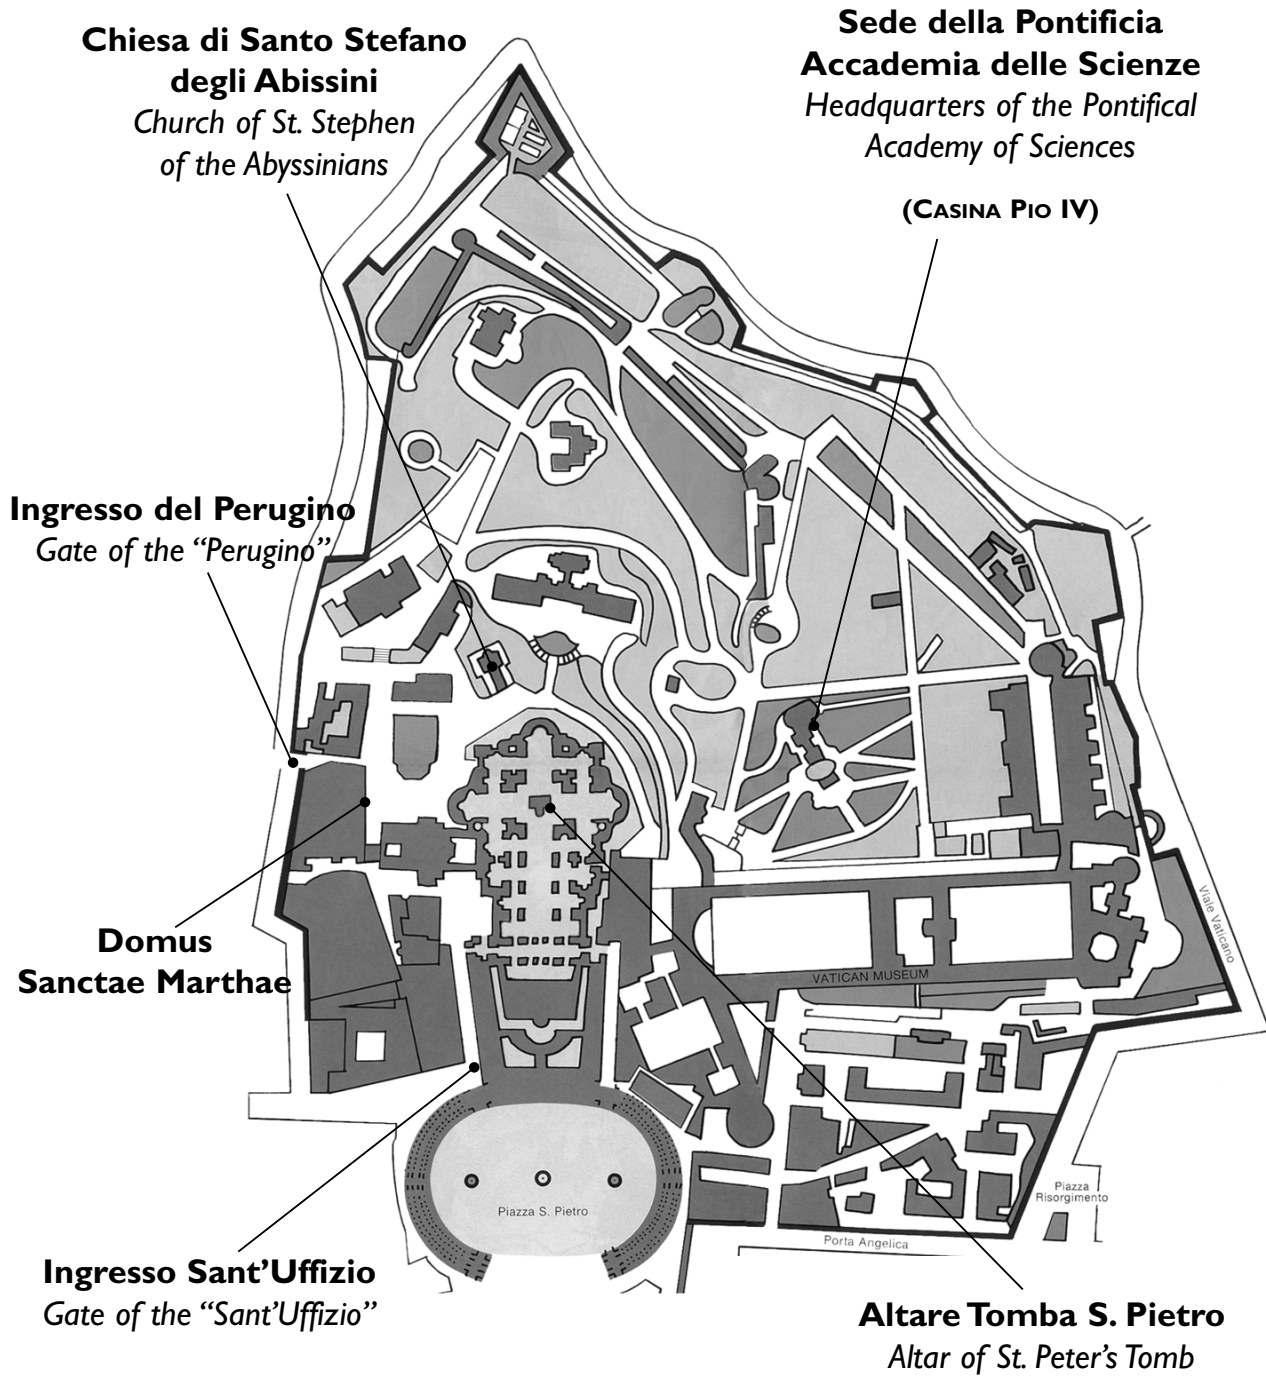 Chiesa di Santo Stefano
degli Abissini
Church of St. Stephen
of the Abyssinians
Sede della Pontificia
Accademia delle Scienze
Headquarters of the Pontifical
Academy of Sciences
(CASINA PIO IV)
Ingresso del Perugino
Gate of the “Perugino”
Domus
Sanctae Marthae
Viale Vaticano
VATICAN MUSEUM
Piazza S. Pietro
Piazza
Risorgimento
Porta Angelica
Ingresso Sant’Uffizio
Gate of the “Sant’Uffizio”
Altare Tomba S. Pietro
Altar of St. Peter’s Tomb